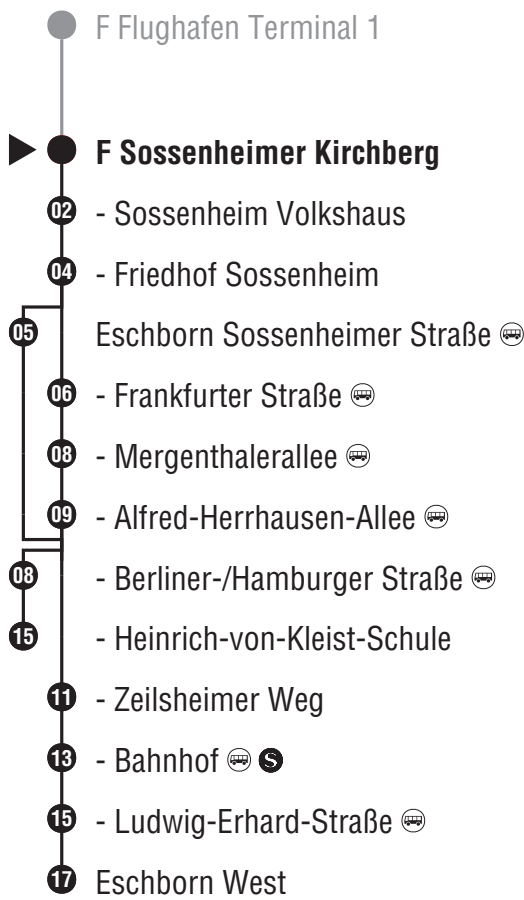 F Flughafen Terminal 1
F Sossenheimer Kirchberg
02 - Sossenheim Volkshaus
04 - Friedhof Sossenheim
05 Eschborn Sossenheimer Straße
06 - Frankfurter Straße
08 - Mergenthalerallee
09 - Alfred-Herrhausen-Allee
08 - Berliner-/Hamburger Straße
15 - Heinrich-von-Kleist-Schule
11 - Zeilsheimer Weg
13 - Bahnhof S
15 - Ludwig-Erhard-Straße
17 Eschborn West